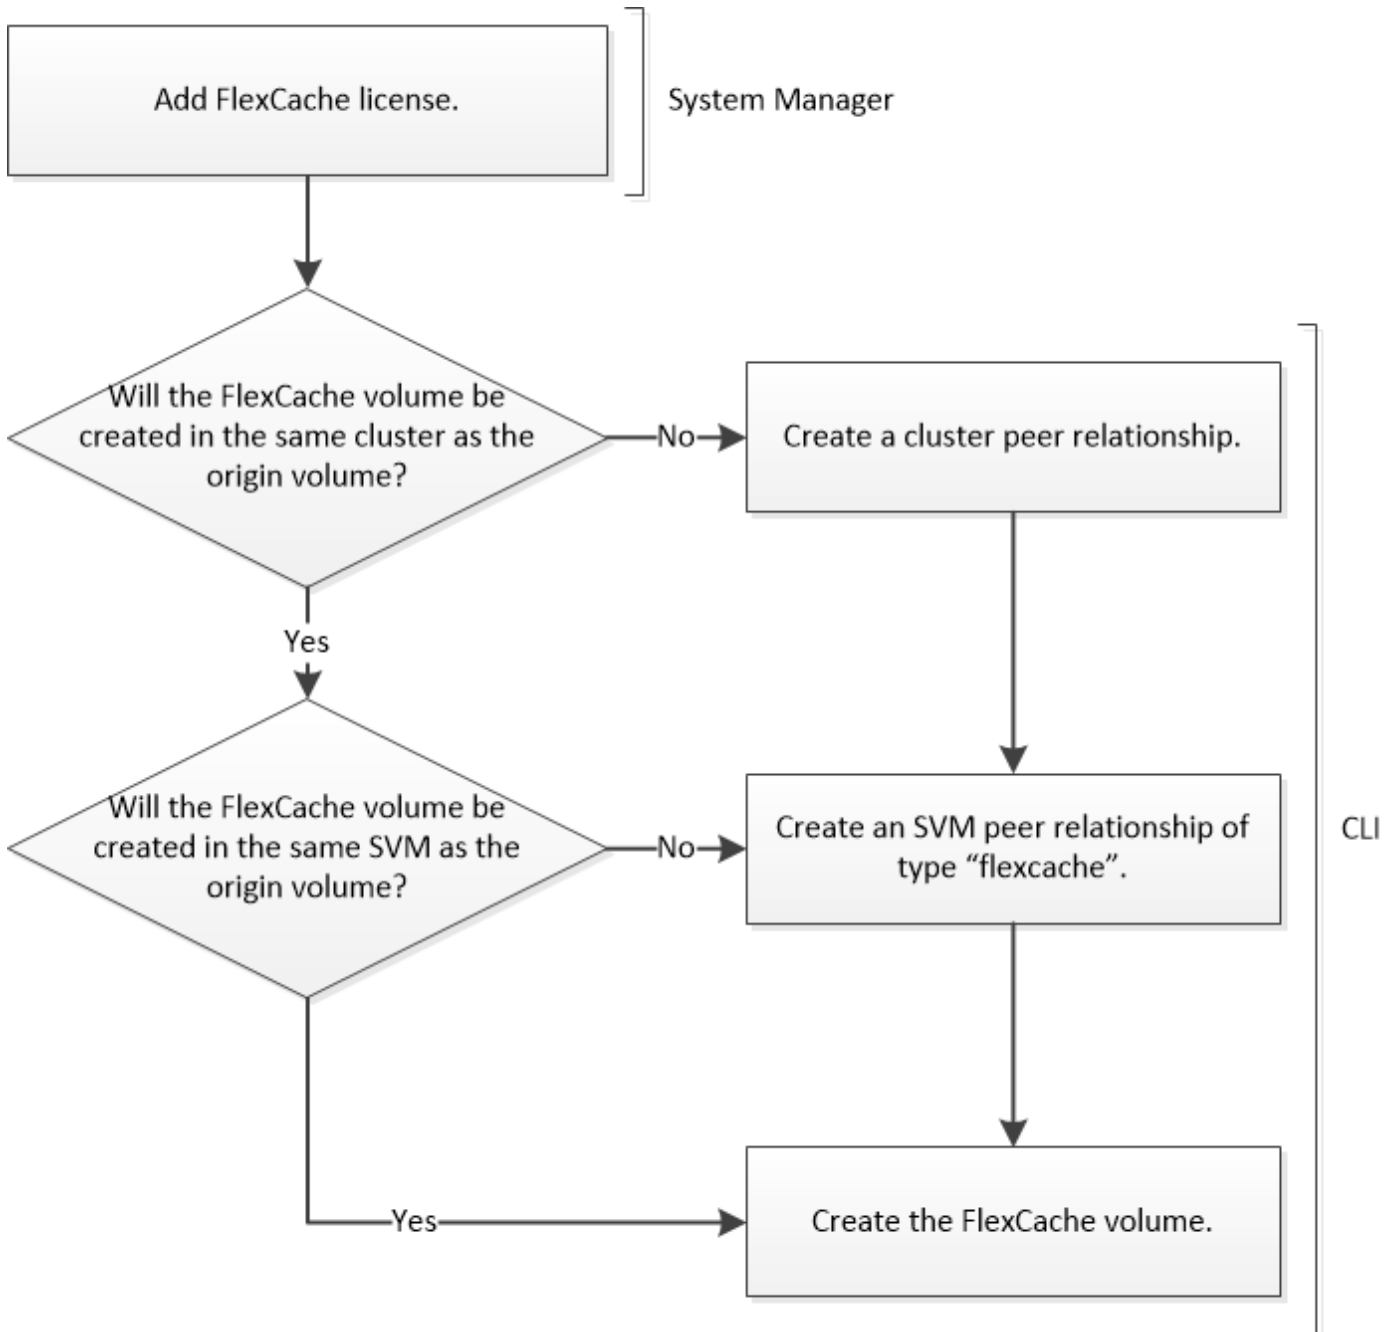 Add FlexCache license.
System Manager
Will the FlexCache volume be
created in the same cluster as the
origin volume?
No
Create a cluster peer relationship.
Yes
Will the FlexCache volume be
created in the same SVM as the
origin volume?
No
Create an SVM peer relationship of
type “flexcache”.
CLI
Yes
Create the FlexCache volume.